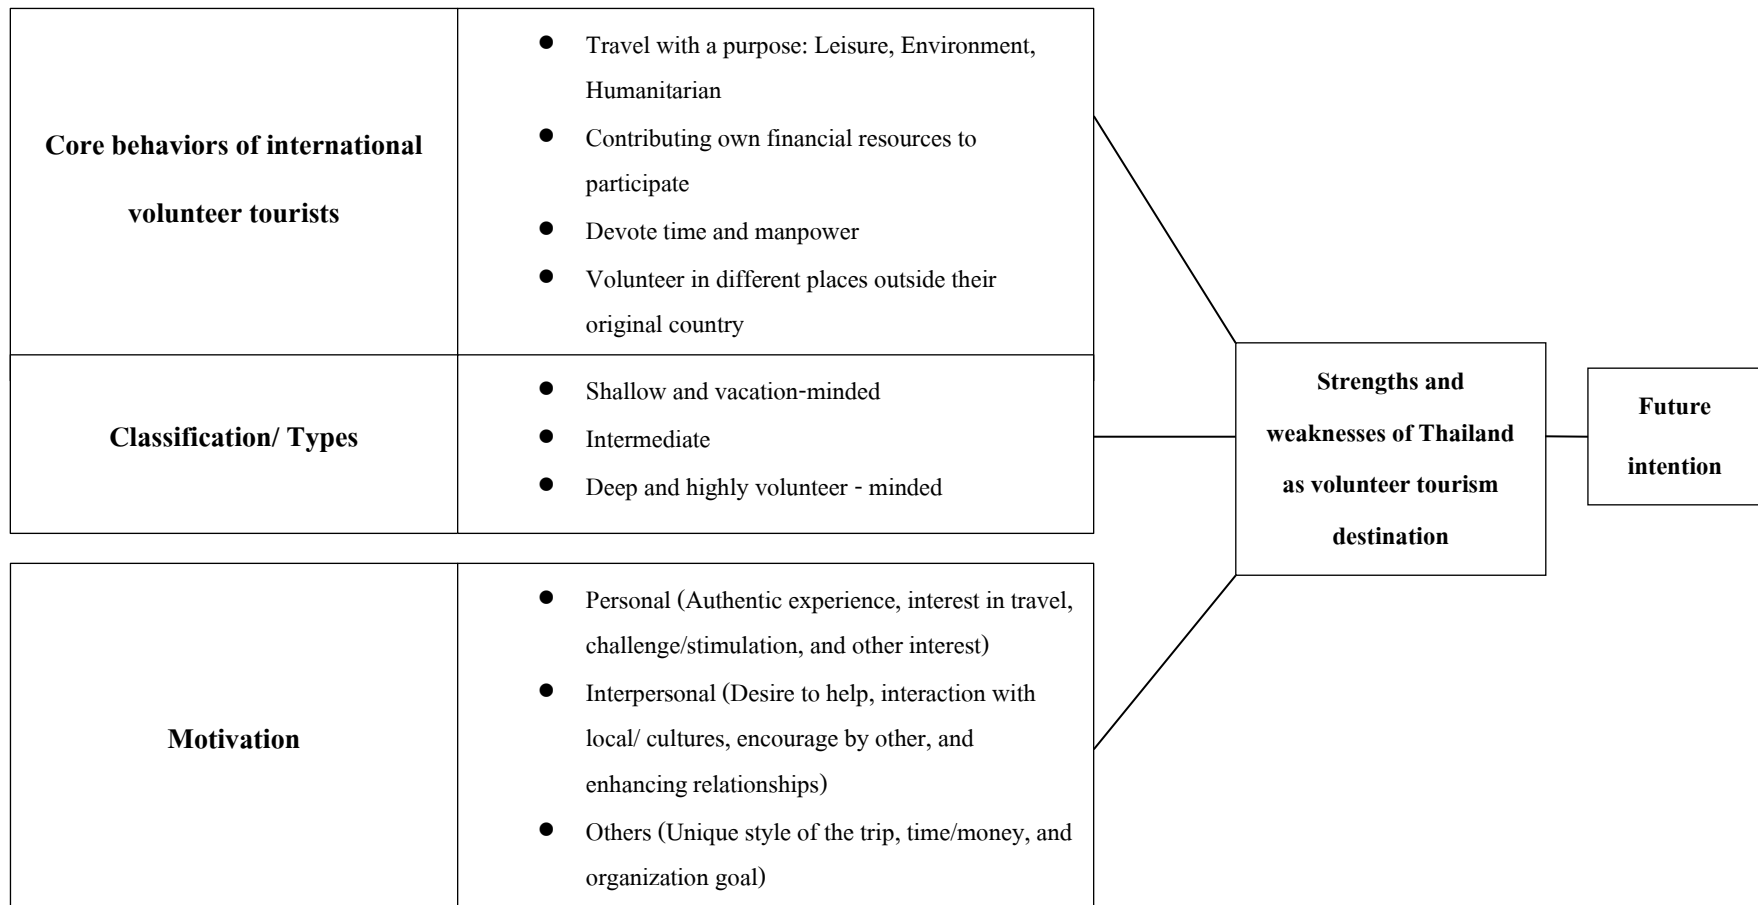 Core behaviors of international
volunteer tourists
● Travel with a purpose: Leisure, Environment,
Humanitarian
● Contributing own financial resources to
participate
● Devote time and manpower
● Volunteer in different places outside their
original country
Classification/ Types
● Shallow and vacation-minded
● Intermediate
● Deep and highly volunteer - minded
Motivation
● Personal (Authentic experience, interest in travel,
challenge/stimulation, and other interest)
● Interpersonal (Desire to help, interaction with
local/ cultures, encourage by other, and
enhancing relationships)
● Others (Unique style of the trip, time/money, and
organization goal)
Strengths and
weaknesses of Thailand
as volunteer tourism
destination
Future
intention